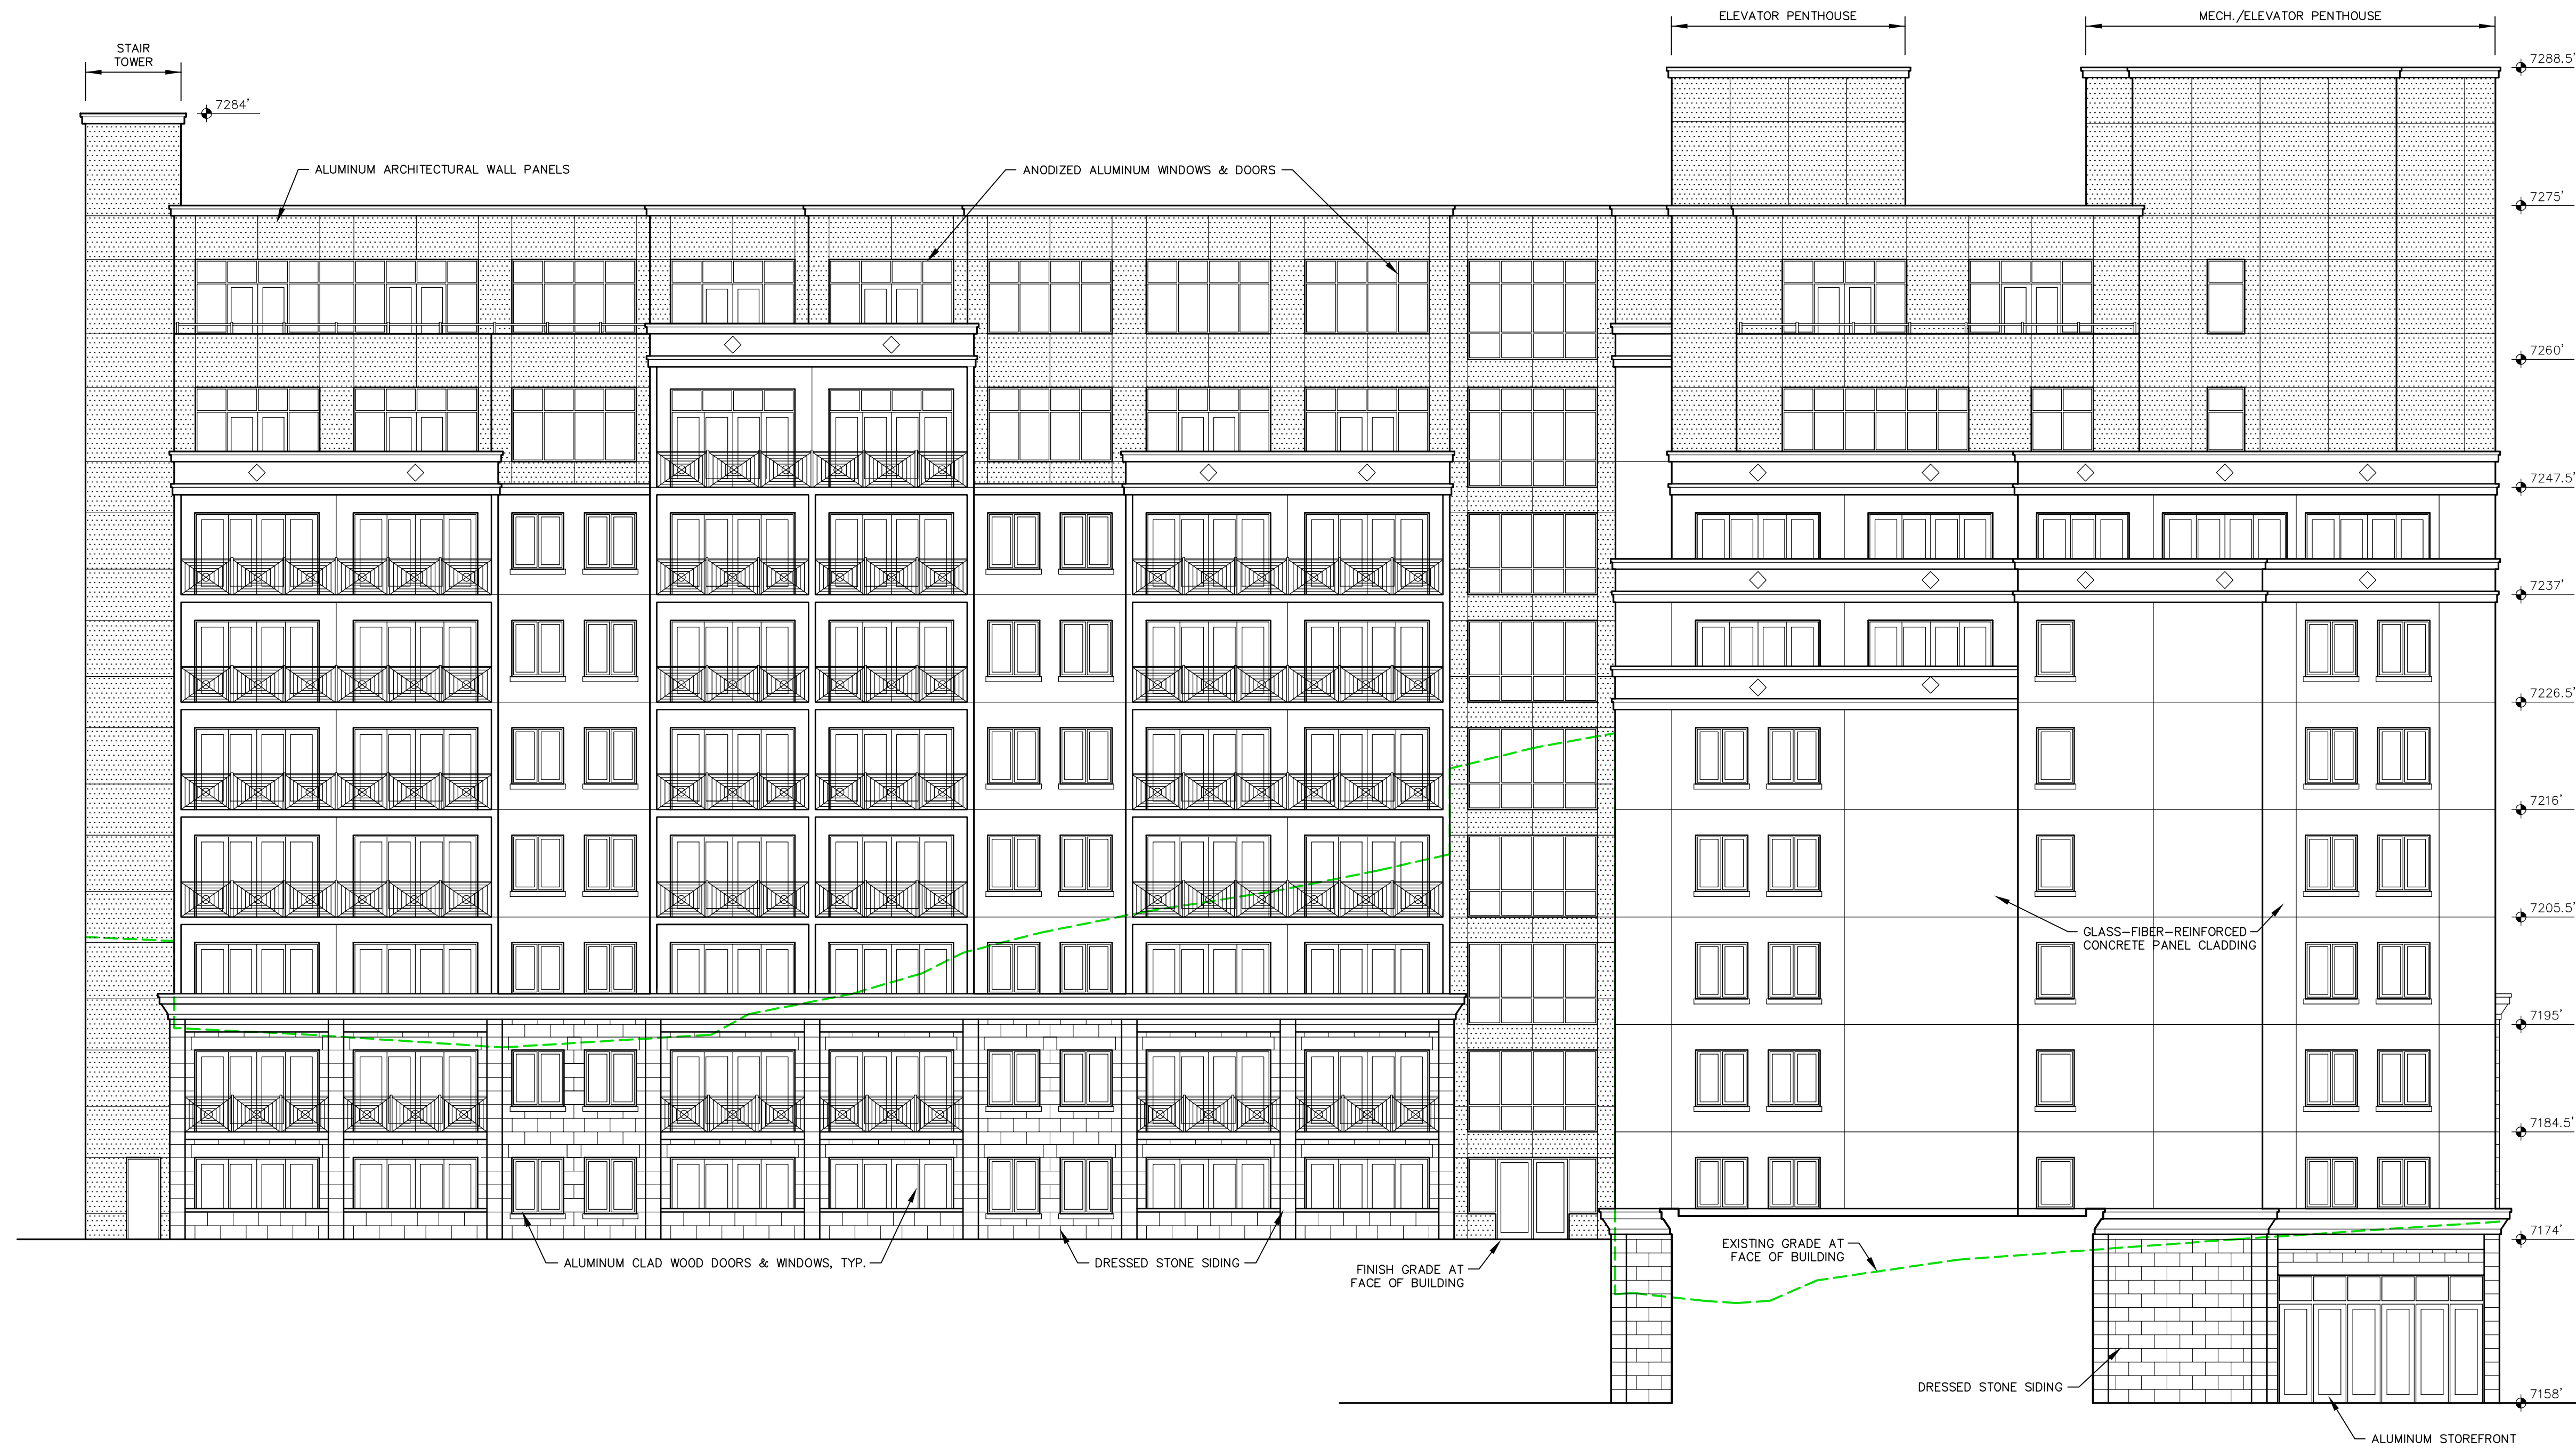 ELEVATOR PENTHOUSE
MECH./ELEVATOR PENTHOUSE
STAIR
TOWER
7288.5'
7284'
ALUMINUM ARCHITECTURAL WALL PANELS
ANODIZED ALUMINUM WINDOWS & DOORS
7275'
7260'
7247.5'
7237'
7226.5'
7216'
7205.5'
GLASS-FIBER-REINFORCED
CONCRETE PANEL CLADDING
7195'
7184.5'
7174'
ALUMINUM CLAD WOOD DOORS & WINDOWS, TYP.
DRESSED STONE SIDING
FINISH GRADE AT
FACE OF BUILDING
EXISTING GRADE AT
FACE OF BUILDING
DRESSED STONE SIDING
7158'
ALUMINUM STOREFRONT